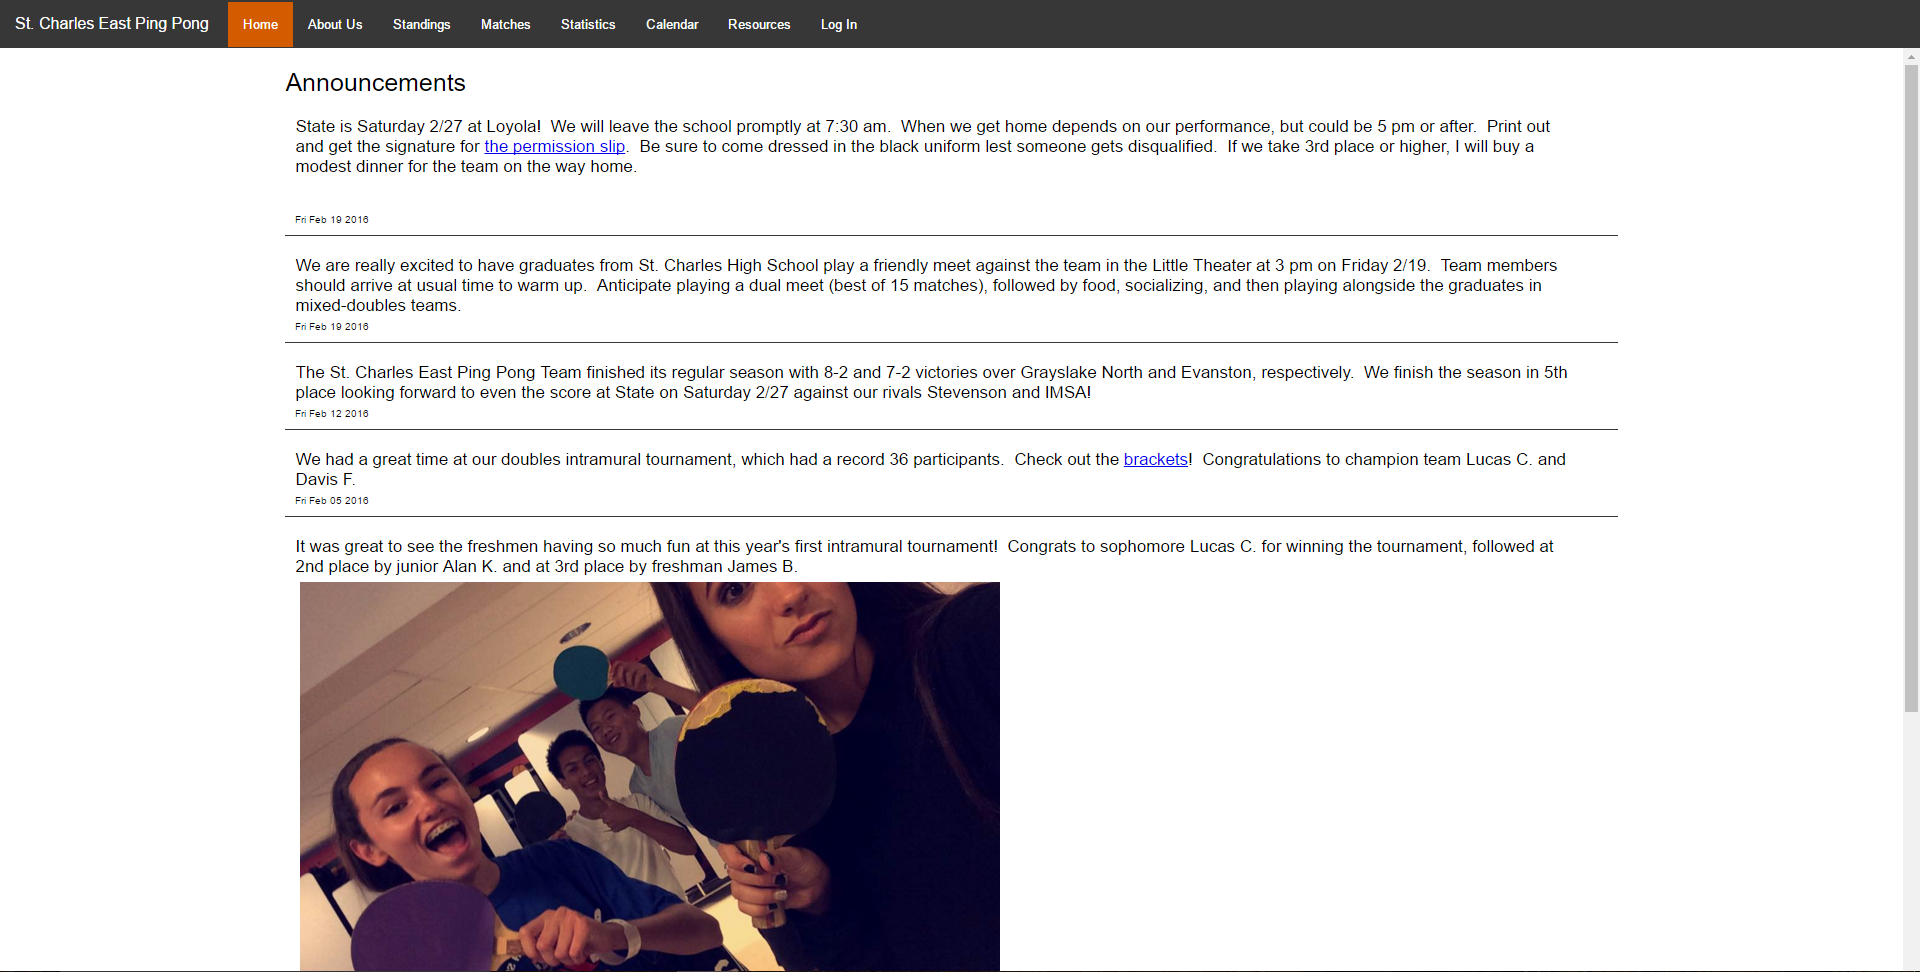 St. Charles East Ping Pong Home About Us Standings Matches Statistics Calendar Resources Log In
Announcements
State is Saturday 2/27 at Loyola!  We will leave the school promptly at 7:30 am.  When we get home depends on our performance, but could be 5 pm or after.  Print out
and get the signature for the permission slip.  Be sure to come dressed in the black uniform lest someone gets disqualified.  If we take 3rd place or higher, I will buy a
modest dinner for the team on the way home.
Fri Feb 19 2016
We are really excited to have graduates from St. Charles High School play a friendly meet against the team in the Little Theater at 3 pm on Friday 2/19.  Team members
should arrive at usual time to warm up.  Anticipate playing a dual meet (best of 15 matches), followed by food, socializing, and then playing alongside the graduates in
mixed-doubles teams.
Fri Feb 19 2016
The St. Charles East Ping Pong Team finished its regular season with 8-2 and 7-2 victories over Grayslake North and Evanston, respectively.  We finish the season in 5th
place looking forward to even the score at State on Saturday 2/27 against our rivals Stevenson and IMSA!
Fri Feb 12 2016
We had a great time at our doubles intramural tournament, which had a record 36 participants.  Check out the brackets!  Congratulations to champion team Lucas C. and
Davis F.
Fri Feb 05 2016
It was great to see the freshmen having so much fun at this year's first intramural tournament!  Congrats to sophomore Lucas C. for winning the tournament, followed at
2nd place by junior Alan K. and at 3rd place by freshman James B.